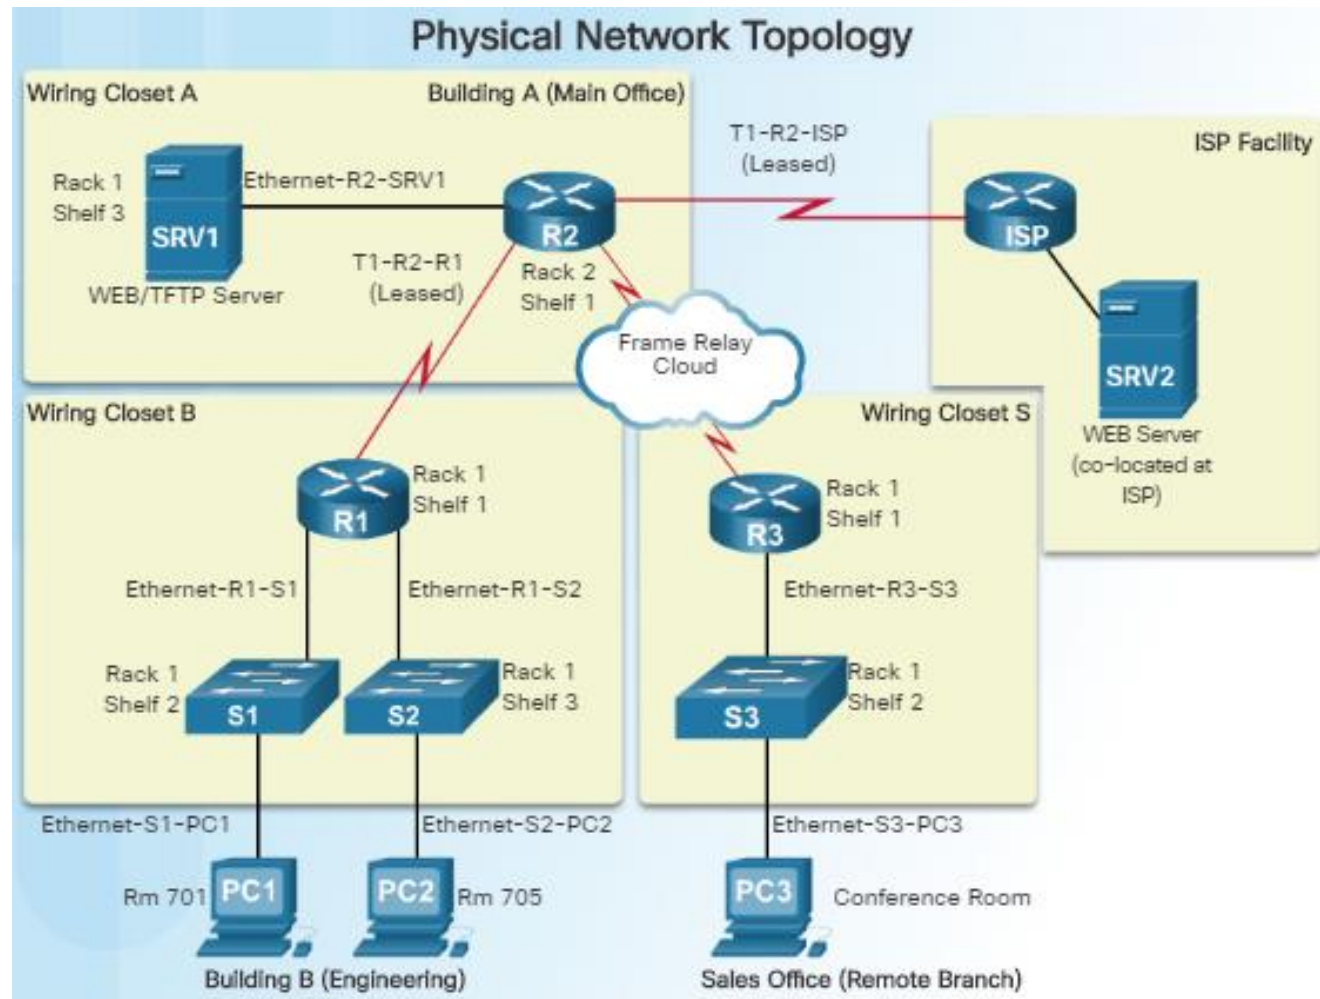 Physical Network Topology
Wiring Closet A
Building A (Main Office)
T1-R2-ISP
(Leased)
ISP Facility
Rack 1
Shelf 3
SRV1
WEB/TFTP Server
Ethernet-R2-SRV1
R2
Rack 2
Shelf 1
T1-R2-R1
(Leased)
ISP
Frame Relay
Cloud
SRV2
WEB Server
(co-located at
ISP)
Wiring Closet B
Rack 1
Shelf 1
R1
Ethernet-R1-S1
Ethernet-R1-S2
Rack 1
Shelf 2
S1
S2
Rack 1
Shelf 3
Wiring Closet S
Rack 1
Shelf 1
R3
Ethernet-R3-S3
Rack 1
Shelf 2
S3
Ethernet-S1-PC1
Ethernet-S2-PC2
Ethernet-S3-PC3
Rm 701
PC1
PC2
Rm 705
PC3
Conference Room
Building B (Engineering)
Sales Office (Remote Branch)